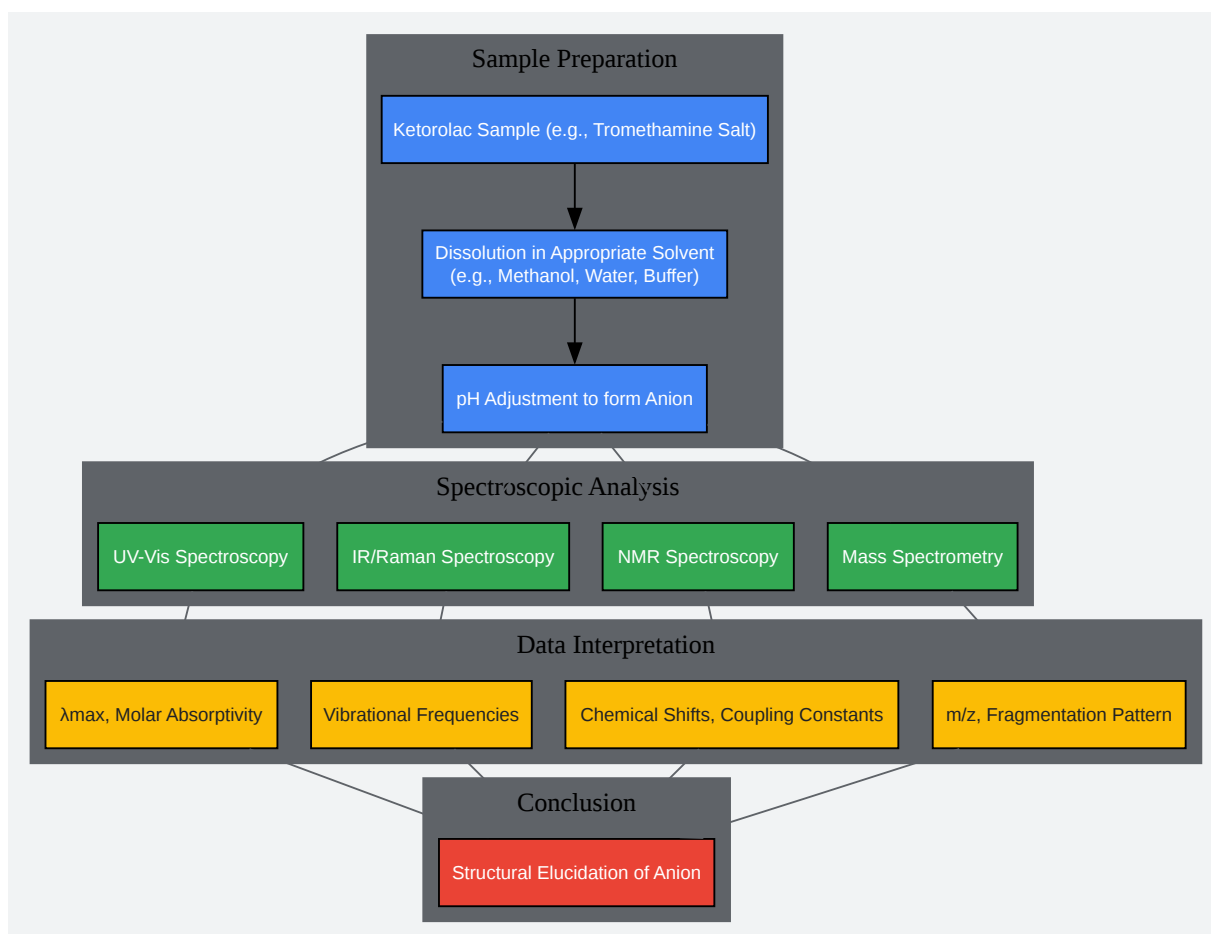 Sample Preparation
Ketorolac Sample (e.g., Tromethamine Salt)
Dissolution in Appropriate Solvent
(e.g., Methanol, Water, Buffer)
pH Adjustment to form Anion
Spectroscopic Analysis
UV-Vis Spectroscopy
IR/Raman Spectroscopy
NMR Spectroscopy
Mass Spectrometry
Data Interpretation
λmax, Molar Absorptivity
Vibrational Frequencies
Chemical Shifts, Coupling Constants
m/z, Fragmentation Pattern
Conclusion
Structural Elucidation of Anion